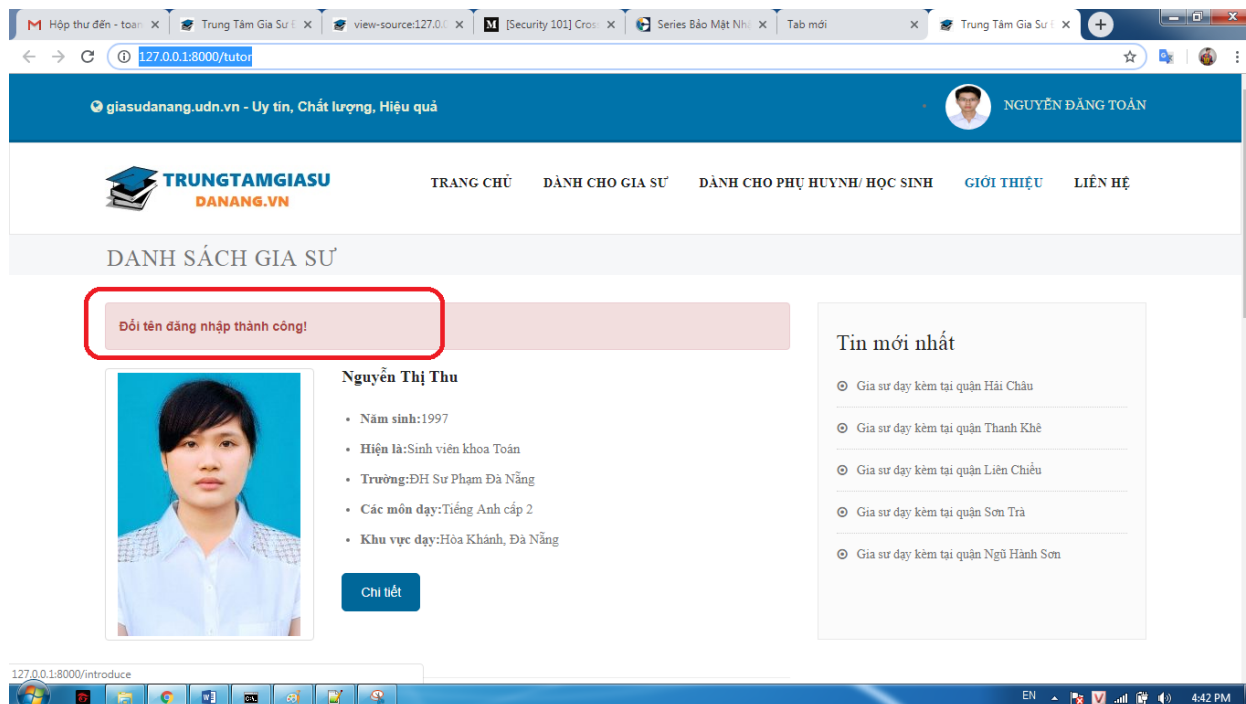 Hộp thư đến - toan
Trung Tâm Gia Sư Đ
view-source:127.0.0
[Security 101] Cros
Series Bảo Mật Nhậ
Tab mới
Trung Tâm Gia Sư Đ
127.0.0.1:8000/tutor
giasudanang.udn.vn - Uy tín, Chất lượng, Hiệu quả
NGUYỄN ĐĂNG TOÀN
TRUNGTAMGIASU
DANANG.VN
TRANG CHỦ
DÀNH CHO GIA SƯ
DÀNH CHO PHỤ HUYNH/ HỌC SINH
GIỚI THIỆU
LIÊN HỆ
DANH SÁCH GIA SƯ
Đổi tên đăng nhập thành công!
Nguyễn Thị Thu
Năm sinh:1997
Hiện là:Sinh viên khoa Toán
Trường:ĐH Sư Phạm Đà Nẵng
Các môn dạy:Tiếng Anh cấp 2
Khu vực dạy:Hòa Khánh, Đà Nẵng
Chi tiết
Tin mới nhất
Gia sư dạy kèm tại quận Hải Châu
Gia sư dạy kèm tại quận Thanh Khê
Gia sư dạy kèm tại quận Liên Chiểu
Gia sư dạy kèm tại quận Sơn Trà
Gia sư dạy kèm tại quận Ngũ Hành Sơn
127.0.0.1:8000/introduce
EN
4:42 PM